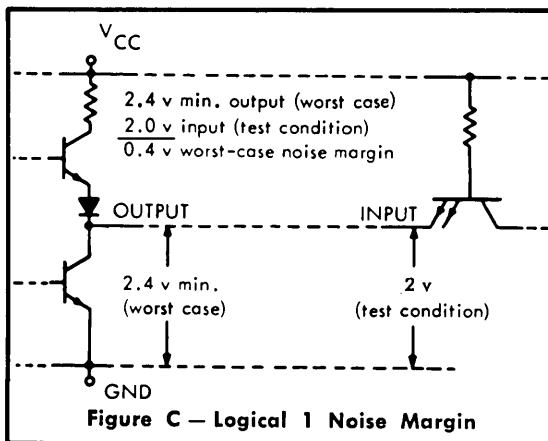 VCC
2.4 v min. output (worst case)
2.0 v input (test condition)
0.4 v worst-case noise margin
OUTPUT
INPUT
2.4 v min.
(worst case)
2 v
(test condition)
GND
Figure C — Logical 1 Noise Margin